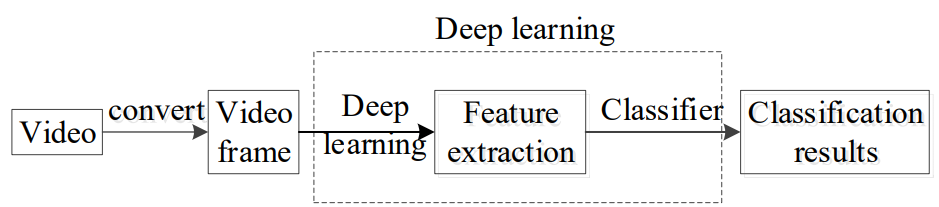 Deep learning
Video
convert
Video
frame
Deep
learning
Feature
extraction
Classifier
Classification
results